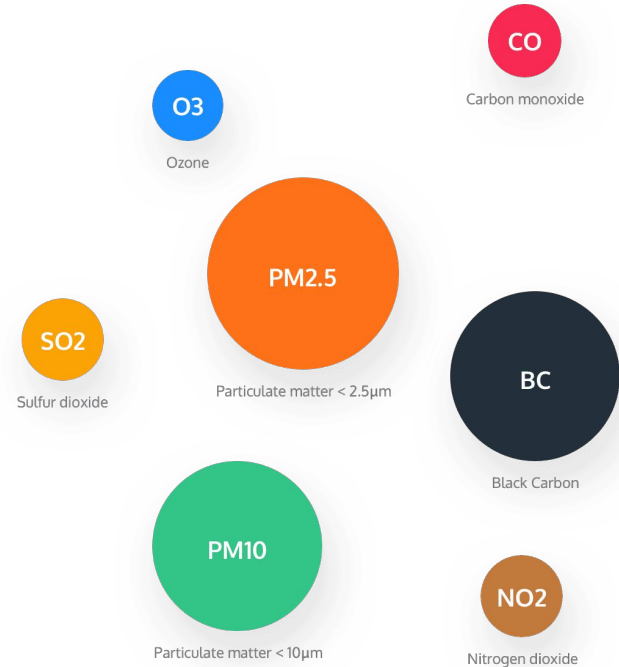 CO
Carbon monoxide
O3
Ozone
PM2.5
Particulate matter < 2.5μm
SO2
Sulfur dioxide
BC
Black Carbon
PM10
Particulate matter < 10μm
NO2
Nitrogen dioxide